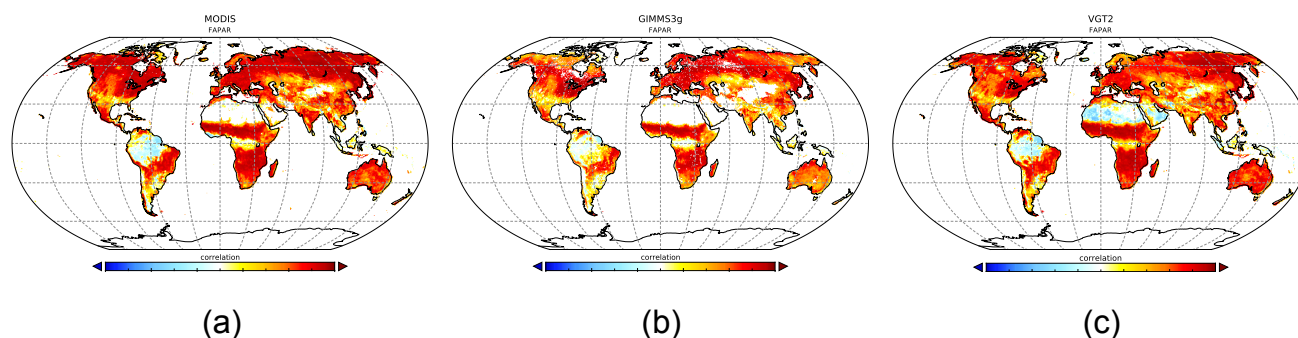 MODIS
FAPAR
correlation
(a)
GIMMS3g
FAPAR
correlation
(b)
VGT2
FAPAR
correlation
(c)